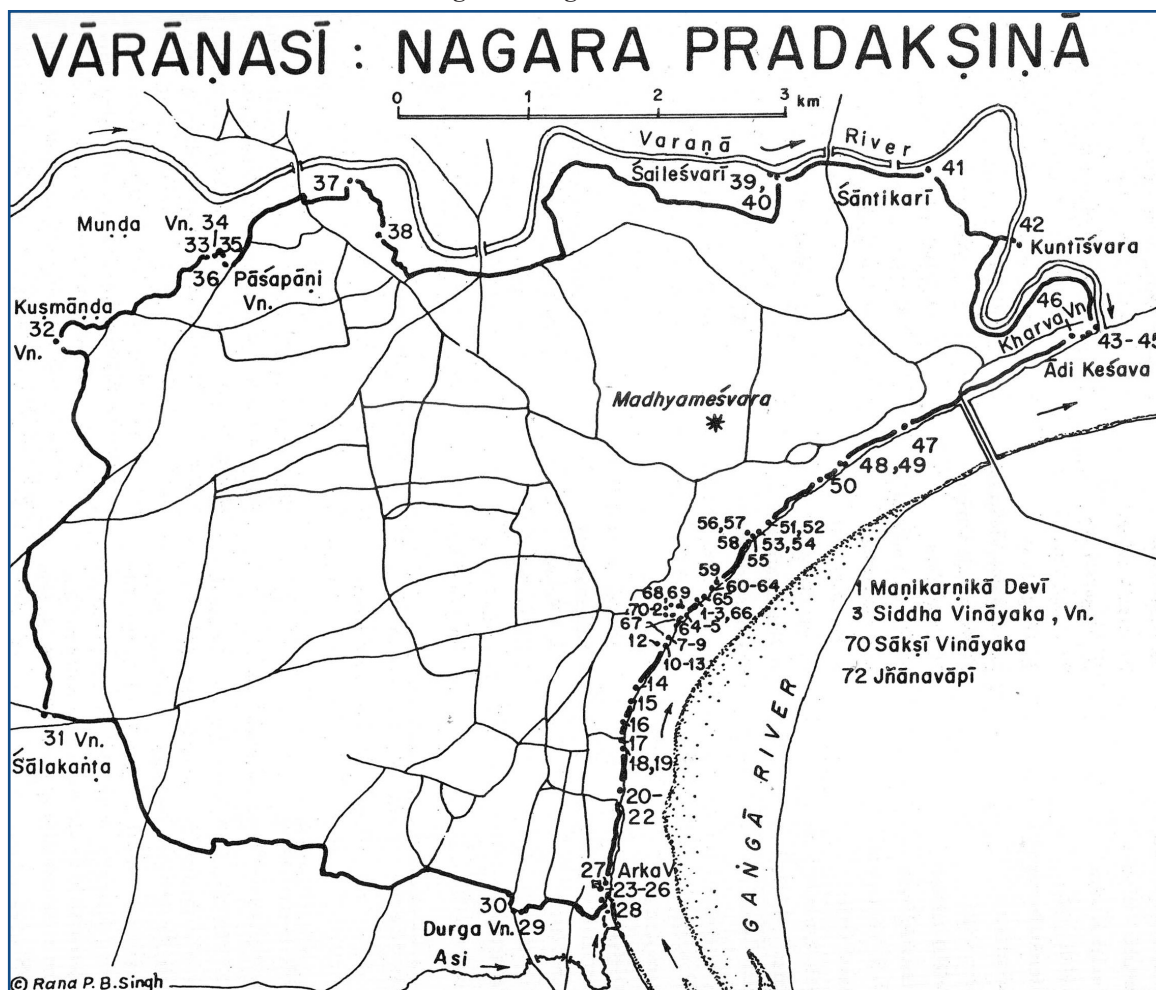 VĀRĀṆASĪ : NAGARA PRADAKṢIṆĀ
0 1 2 3 km
Varaṇā River
37
Śaileśvarī 39,
40
41
Śāntikarī
Muṇḍa Vn. 34
33 35
36
38
Pāśapāṇi
Vn.
42
Kuntīśvara
Kuṣmāṇḍa
32
Vn.
46
Kharva Vn
43-45
Ādi Keśava
Madhyameśvara
47
48,49
50
56,57
51,52
58
53,54
55
59
60-64
68,69
65
70-2
1-3,66
67
64-5
12
7-9
10-13
14
15
16
17
18,19
20-
22
1 Maṇikarṇikā Devī
3 Siddha Vināyaka, Vn.
70 Sākṣī Vināyaka
72 Jñānavāpī
31 Vn.
Śālakaṅṭa
GAṄGĀ RIVER
27 Arka V
23-26
28
30
Durga Vn. 29
Asi
© Rana P.B.Singh